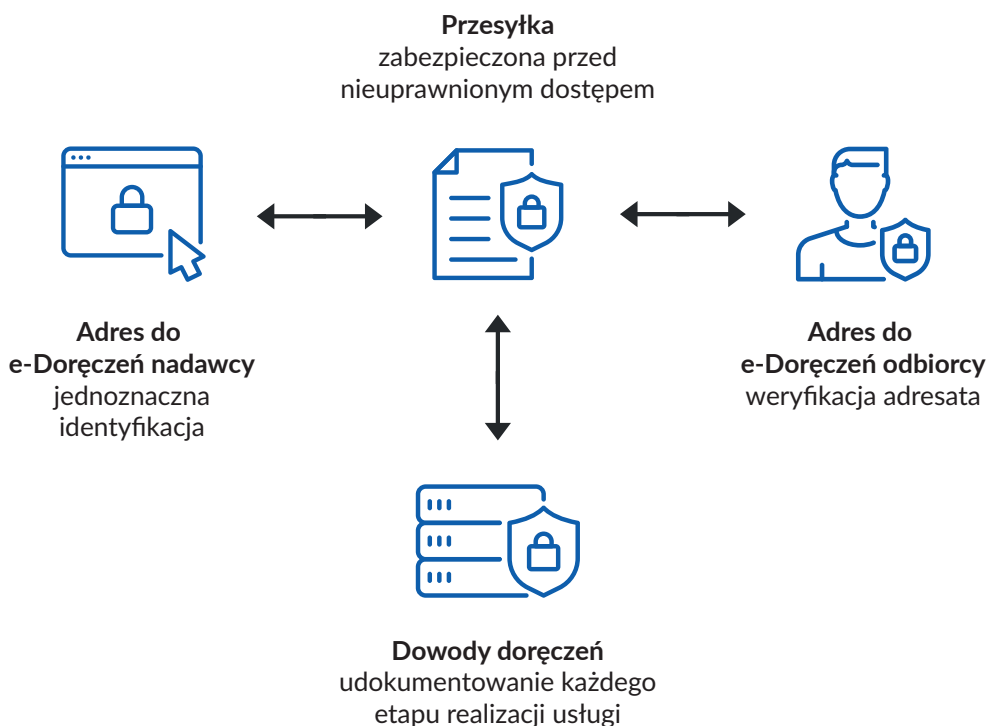 Przesyłka
zabezpieczona przed
nieuprawnionym dostępem
Adres do
e-Doręczeń nadawcy
jednoznaczna
identyfikacja
Adres do
e-Doręczeń odbiorcy
weryfikacja adresata
Dowody doręczeń
udokumentowanie każdego
etapu realizacji usługi